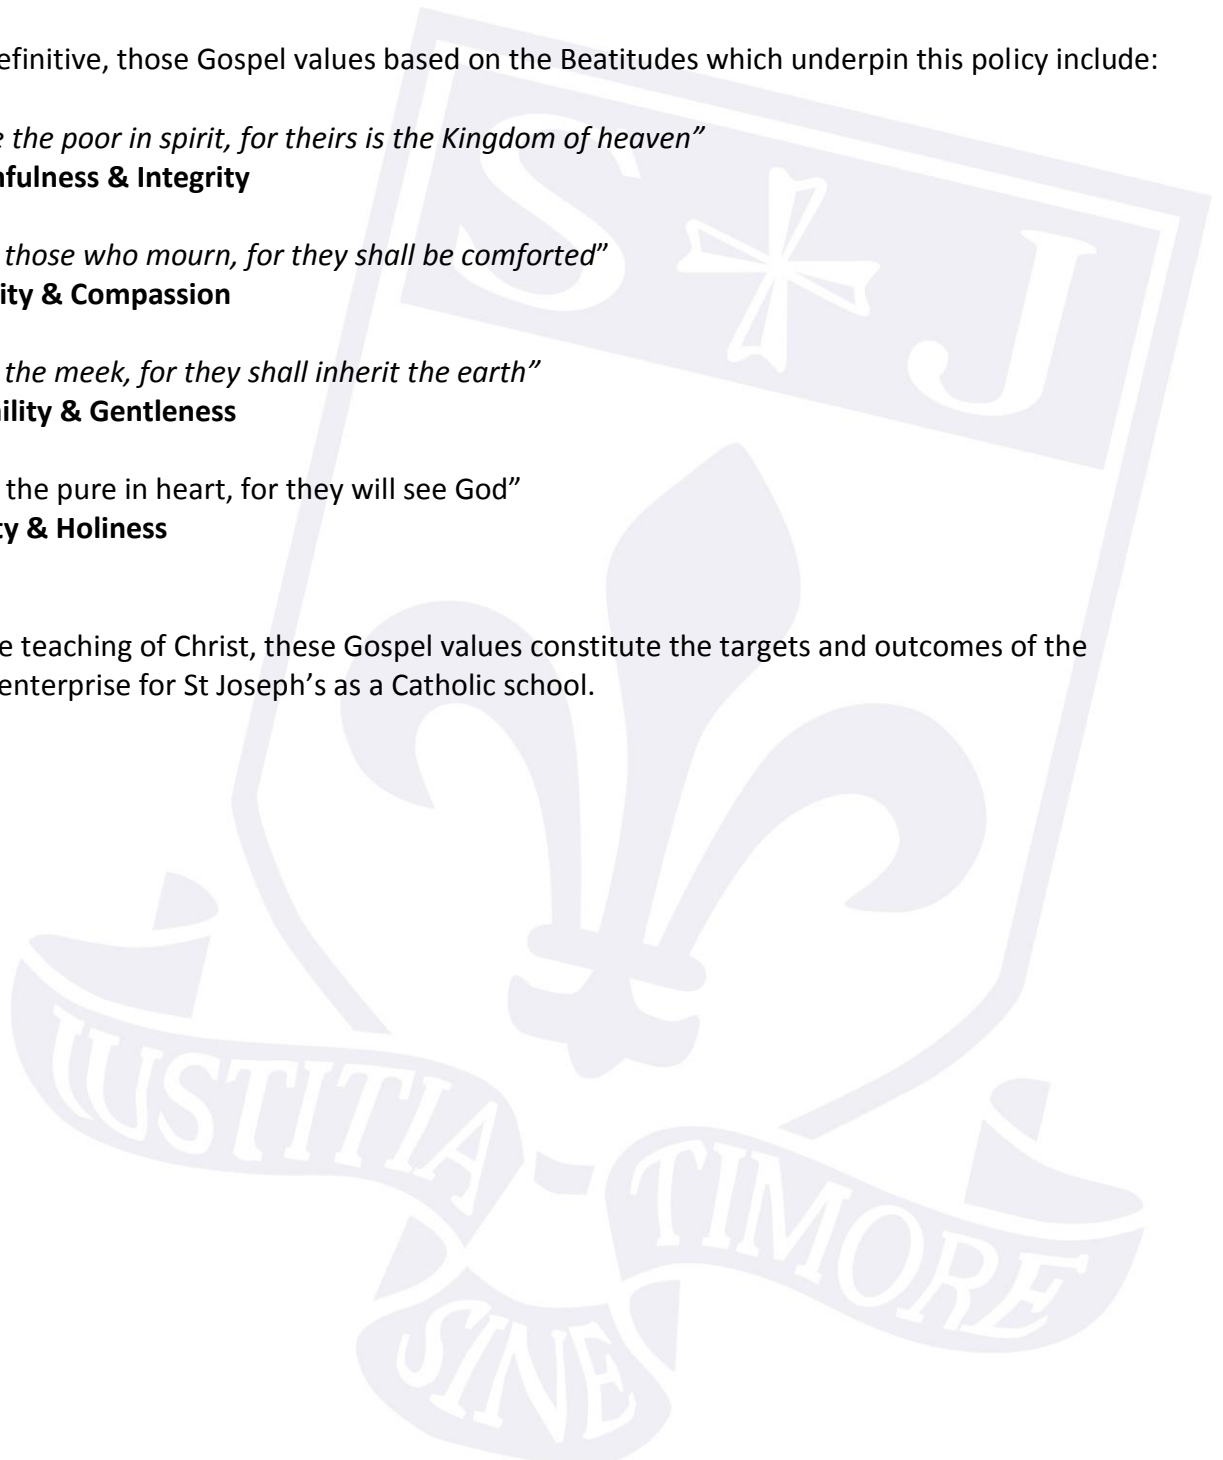 efinitive, those Gospel values based on the Beatitudes which underpin this policy include:
e the poor in spirit, for theirs is the Kingdom of heaven”
nfulness & Integrity
those who mourn, for they shall be comforted”
ity & Compassion
the meek, for they shall inherit the earth”
ility & Gentleness
the pure in heart, for they will see God”
ty & Holiness
e teaching of Christ, these Gospel values constitute the targets and outcomes of the
enterprise for St Joseph’s as a Catholic school.
S J
IUSTITIA
SINE
TIMORE